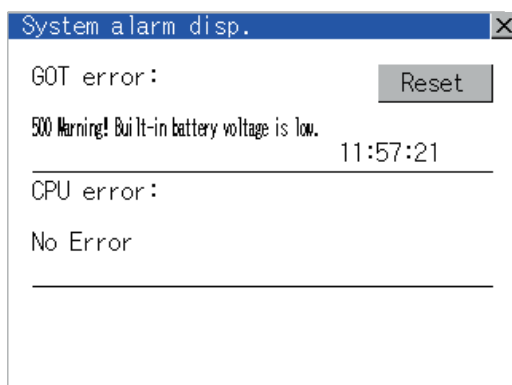 System alarm disp.
GOT error:
Reset
500 Warning! Built-in battery voltage is low.
11:57:21
CPU error:
No Error